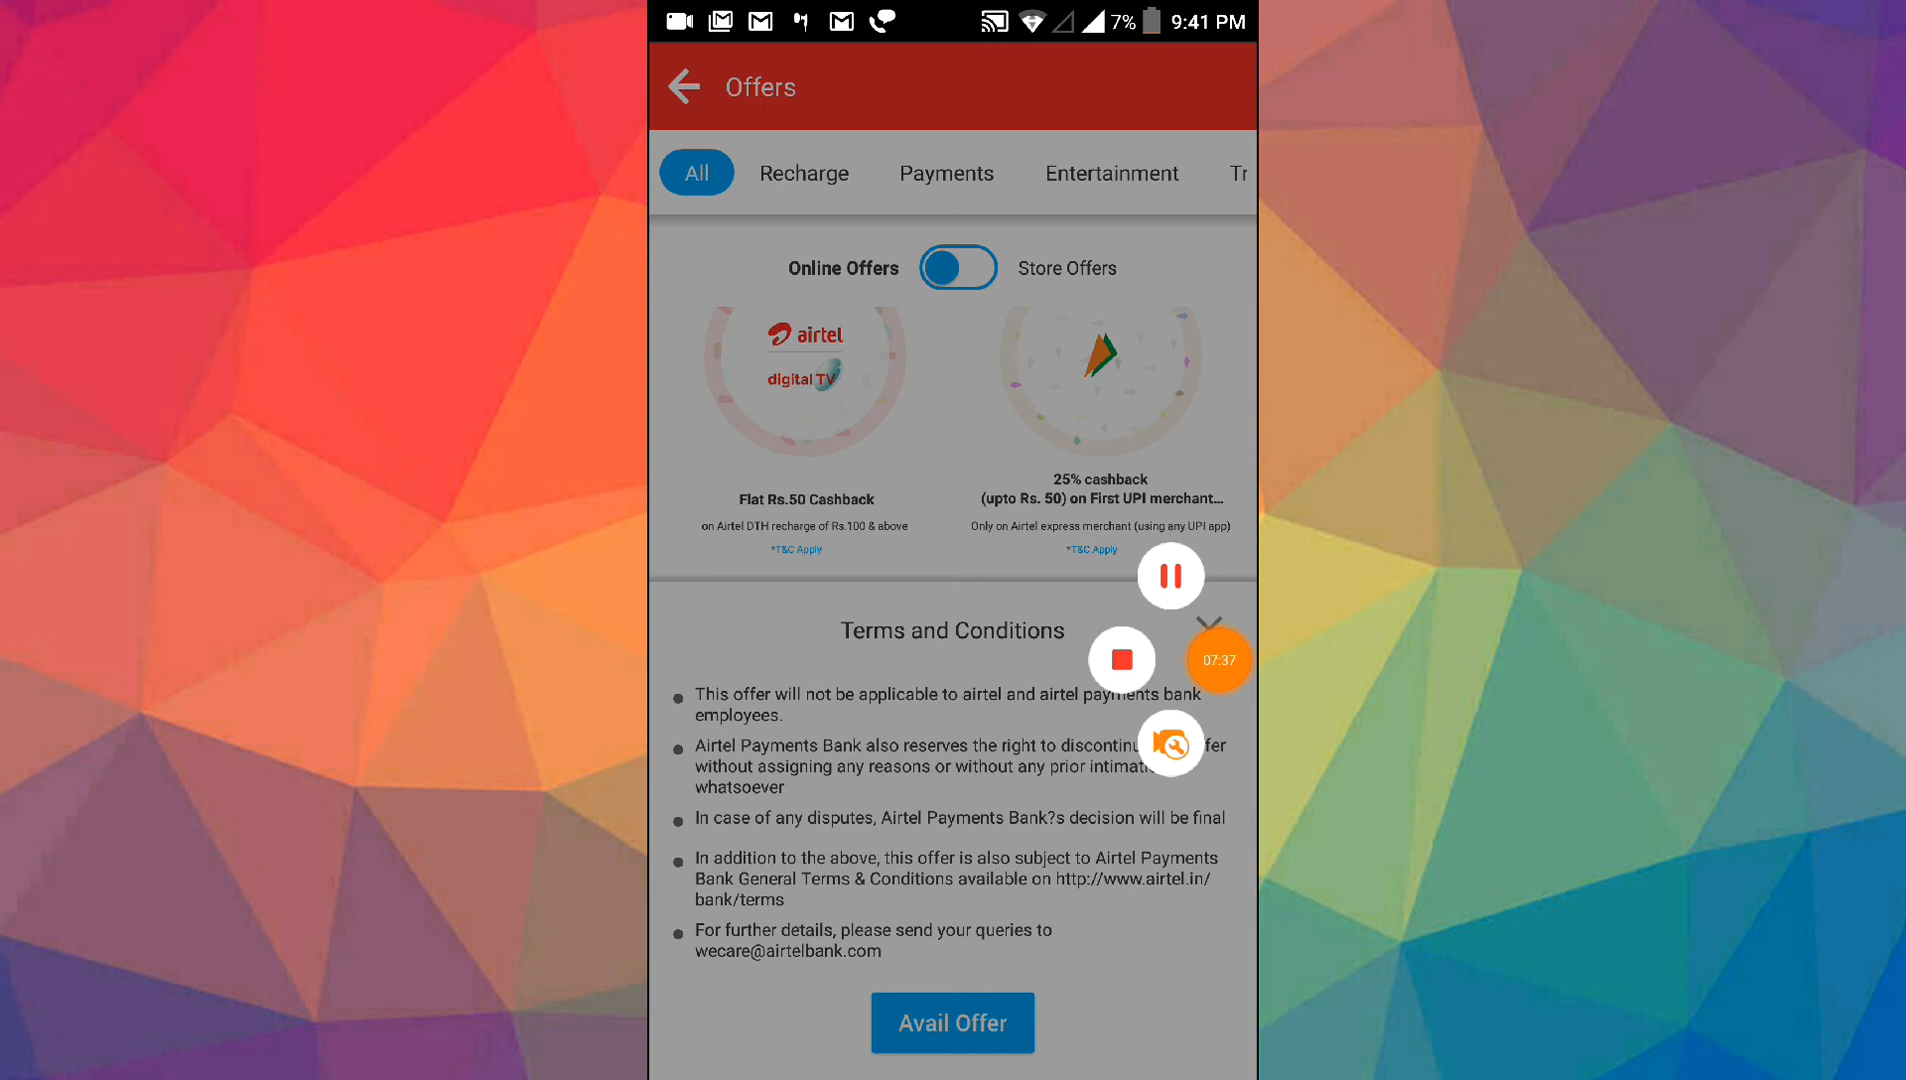 7% 9:41 PM
Offers
All Recharge Payments Entertainment Tr
Online Offers Store Offers
airtel
digital TV
Flat Rs.50 Cashback
on Airtel DTH recharge of Rs.100 & above
*T&C Apply
25% cashback
(upto Rs. 50) on First UPI merchant...
Only on Airtel express merchant (using any UPI app)
*T&C Apply
Terms and Conditions
07:37
This offer will not be applicable to airtel and airtel payments bank
employees.
Airtel Payments Bank also reserves the right to discontinu fer
without assigning any reasons or without any prior intimati
whatsoever
In case of any disputes, Airtel Payments Bank?s decision will be final
In addition to the above, this offer is also subject to Airtel Payments
Bank General Terms & Conditions available on http://www.airtel.in/
bank/terms
For further details, please send your queries to
wecare@airtelbank.com
Avail Offer